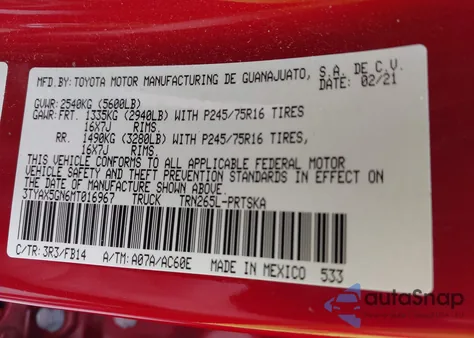 MFD.BY:TOYOTA MOTOR MANUFACTURING DE GUANAJUATO, S.A. DE C.V.
DATE: 02/21
GVWR:2540KG (5600LB)
GAWR:FRT. 1335KG (2940LB) WITH P245/75R16 TIRES
16X7J RIMS.
RR. 1490KG (3280LB) WITH P245/75R16 TIRES,
16X7J RIMS.
THIS VEHICLE CONFORMS TO ALL APPLICABLE FEDERAL MOTOR
VEHICLE SAFETY AND THEFT PREVENTION STANDARDS IN EFFECT ON
THE DATE OF MANUFACTURE SHOWN ABOVE.
3TYAX5GN6MT016967 TRUCK TRN265L-PRTSKA
C/TR: 3R3/FB14 A/TM: A07A/AC60E MADE IN MEXICO 533
autoSnap